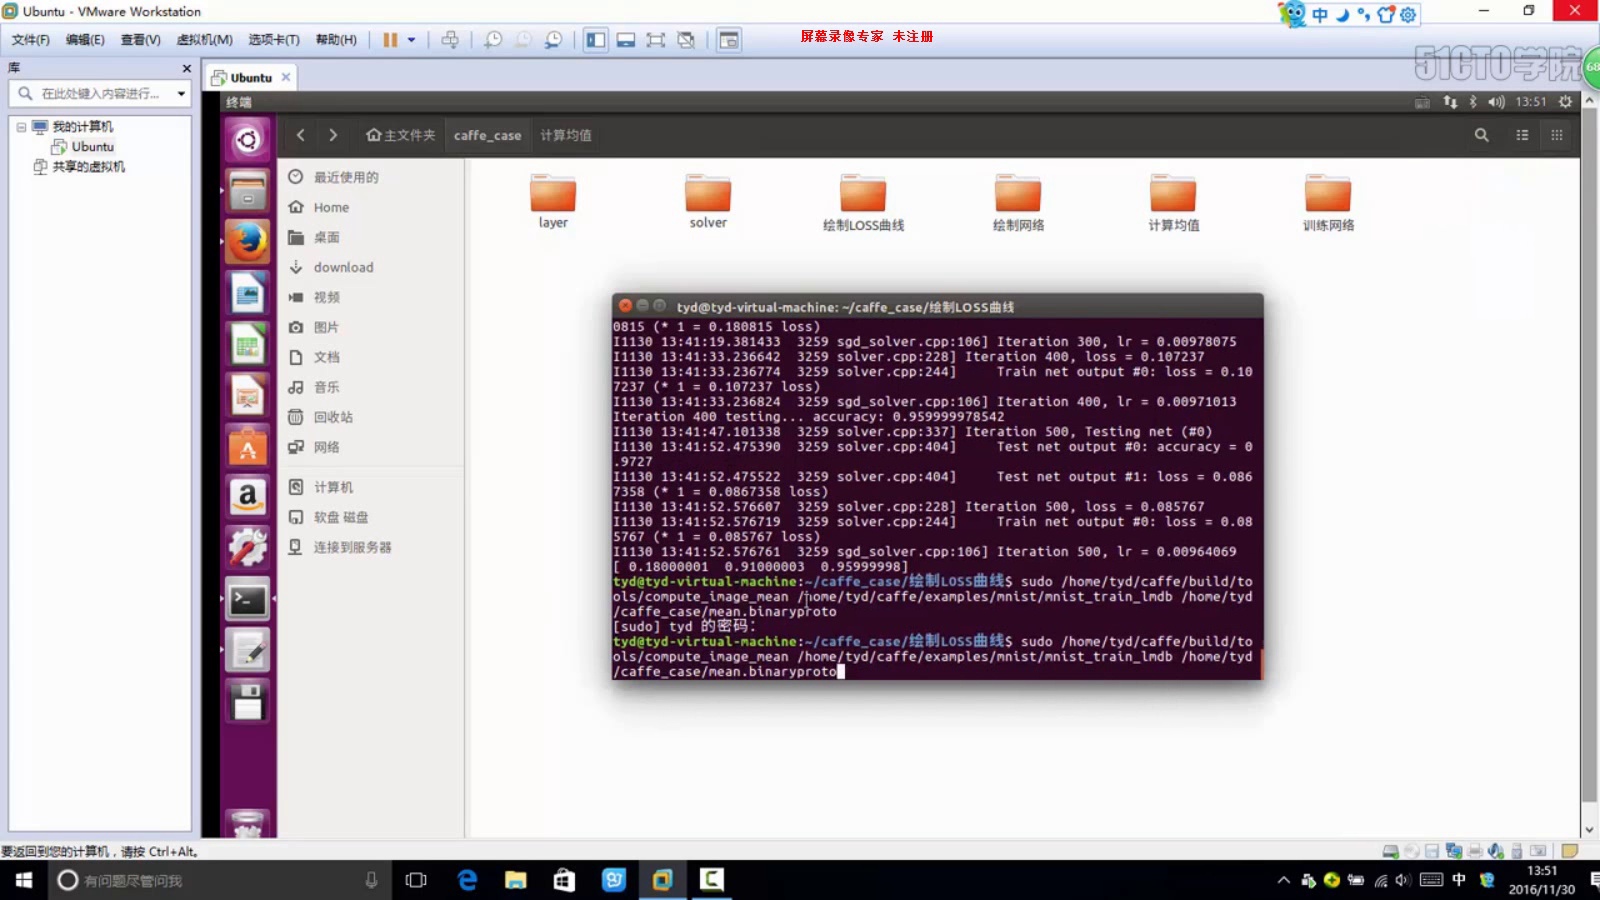 Ubuntu - VMware Workstation
中
文件(F) 编辑(E) 查看(V) 虚拟机(M) 选项卡(T) 帮助(H)
屏幕录像专家 未注册
51CTO学院
68
库
Ubuntu
在此处键入内容进行...
我的计算机
Ubuntu
共享的虚拟机
终端
13:51
主文件夹 caffe_case 计算均值
最近使用的
Home
桌面
download
视频
图片
文档
音乐
回收站
网络
计算机
软盘 磁盘
连接到服务器
layer
solver
绘制LOSS曲线
绘制网络
计算均值
训练网络
tyd@tyd-virtual-machine: ~/caffe_case/绘制LOSS曲线
0815 (* 1 = 0.180815 loss)
I1130 13:41:19.381433  3259 sgd_solver.cpp:106] Iteration 300, lr = 0.00978075
I1130 13:41:33.236642  3259 solver.cpp:228] Iteration 400, loss = 0.107237
I1130 13:41:33.236774  3259 solver.cpp:244]     Train net output #0: loss = 0.10
7237 (* 1 = 0.107237 loss)
I1130 13:41:33.236824  3259 sgd_solver.cpp:106] Iteration 400, lr = 0.00971013
Iteration 400 testing... accuracy: 0.959999978542
I1130 13:41:47.101338  3259 solver.cpp:337] Iteration 500, Testing net (#0)
I1130 13:41:52.475390  3259 solver.cpp:404]     Test net output #0: accuracy = 0
.9727
I1130 13:41:52.475522  3259 solver.cpp:404]     Test net output #1: loss = 0.086
7358 (* 1 = 0.0867358 loss)
I1130 13:41:52.576607  3259 solver.cpp:228] Iteration 500, loss = 0.085767
I1130 13:41:52.576719  3259 solver.cpp:244]     Train net output #0: loss = 0.08
5767 (* 1 = 0.085767 loss)
I1130 13:41:52.576761  3259 sgd_solver.cpp:106] Iteration 500, lr = 0.00964069
[ 0.18000001  0.91000003  0.95999998]
tyd@tyd-virtual-machine:~/caffe_case/绘制LOSS曲线$ sudo /home/tyd/caffe/build/to
ols/compute_image_mean /home/tyd/caffe/examples/mnist/mnist_train_lmdb /home/tyd
/caffe_case/mean.binaryproto
[sudo] tyd 的密码：
tyd@tyd-virtual-machine:~/caffe_case/绘制LOSS曲线$ sudo /home/tyd/caffe/build/to
ols/compute_image_mean /home/tyd/caffe/examples/mnist/mnist_train_lmdb /home/tyd
/caffe_case/mean.binaryproto
要返回到您的计算机，请按 Ctrl+Alt。
有问题尽管问我
中
13:51
2016/11/30